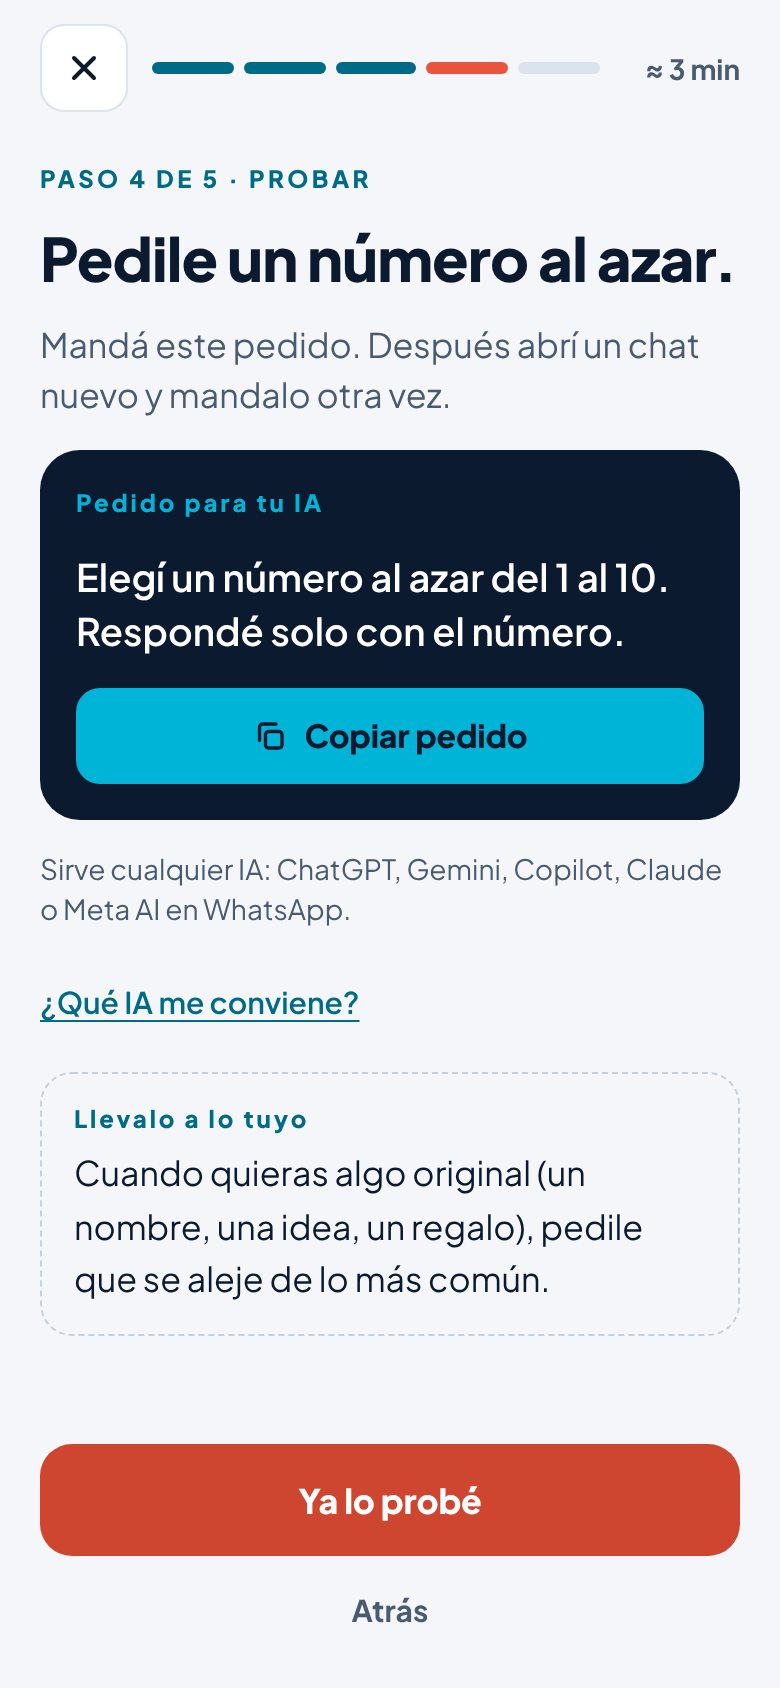 ≈ 3 min
PASO 4 DE 5 · PROBAR
Pedile un número al azar.
Mandá este pedido. Después abrí un chat
nuevo y mandalo otra vez.
Pedido para tu IA
Elegí un número al azar del 1 al 10.
Respondé solo con el número.
Copiar pedido
Sirve cualquier IA: ChatGPT, Gemini, Copilot, Claude
o Meta AI en WhatsApp.
¿Qué IA me conviene?
Llevalo a lo tuyo
Cuando quieras algo original (un
nombre, una idea, un regalo), pedile
que se aleje de lo más común.
Ya lo probé
Atrás